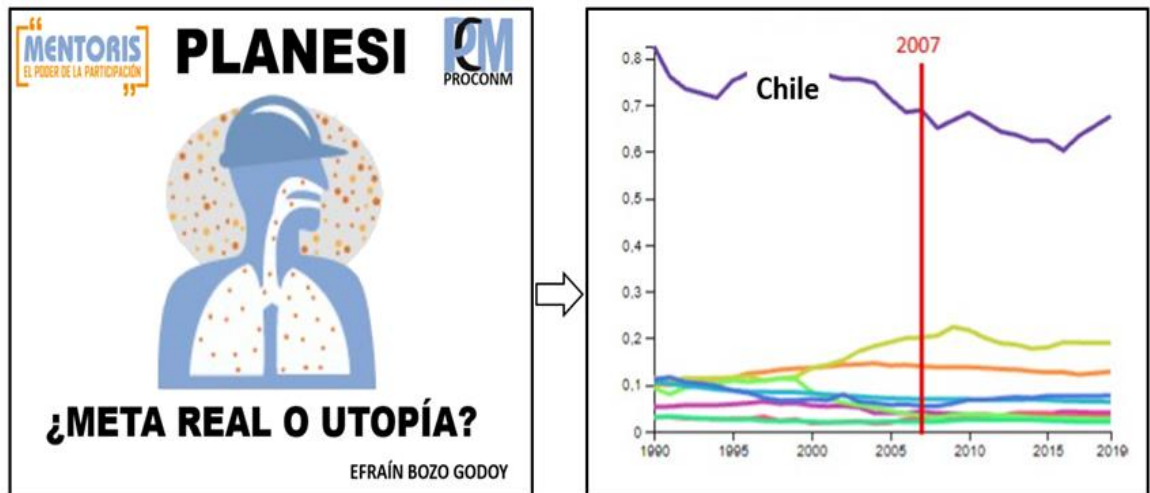 MENTORIS
EL PODER DE LA PARTICIPACIÓN
PLANESI
PCM
PROCONM
¿META REAL O UTOPÍA?
EFRAÍN BOZO GODOY
2007
Chile
0,8
0,7
0,6
0,5
0,4
0,3
0,2
0,1
0
1990 1995 2000 2005 2010 2015 2019